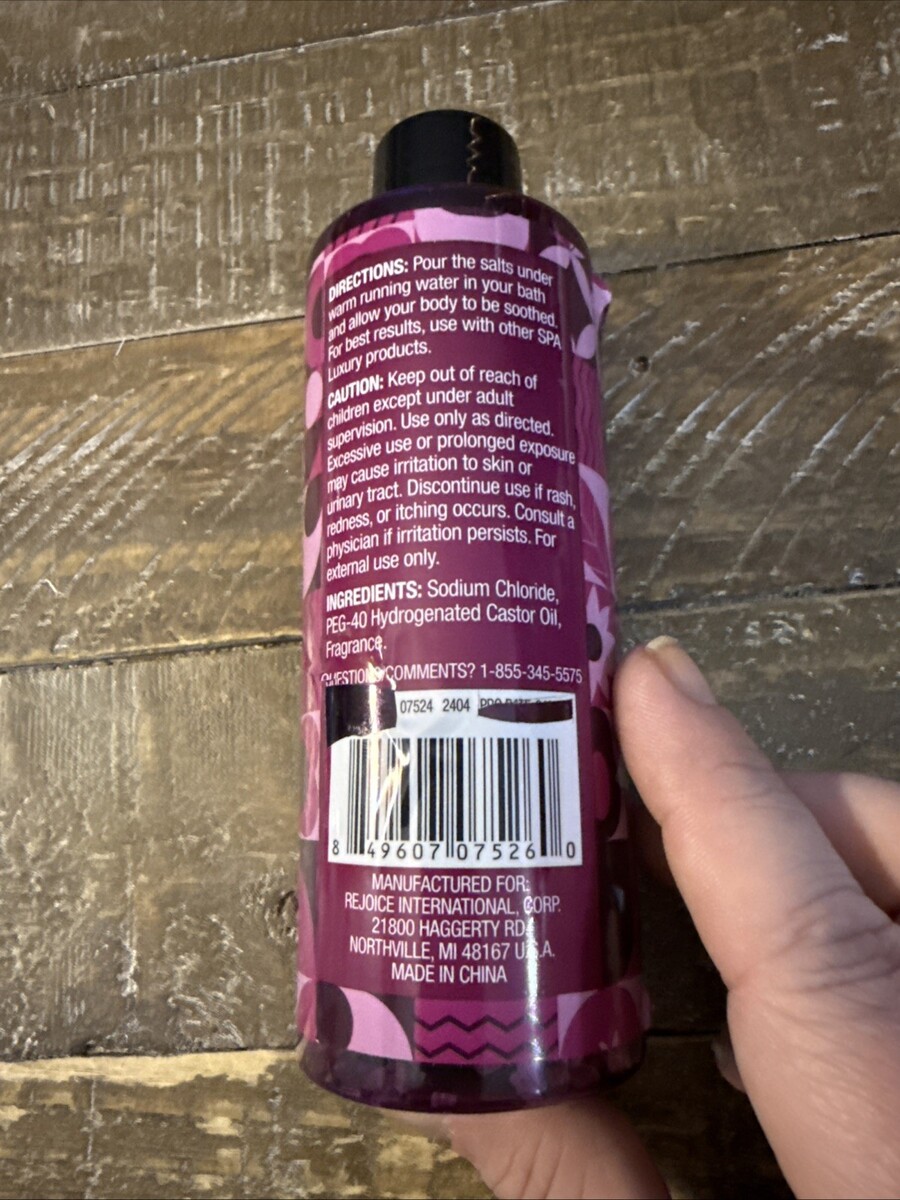 DIRECTIONS: Pour the salts under
warm running water in your bath
and allow your body to be soothed.
For best results, use with other SPA
Luxury products.
CAUTION: Keep out of reach of
children except under adult
supervision. Use only as directed.
Excessive use or prolonged exposure
may cause irritation to skin or
urinary tract. Discontinue use if rash,
redness, or itching occurs. Consult a
physician if irritation persists. For
external use only.
INGREDIENTS: Sodium Chloride,
PEG-40 Hydrogenated Castor Oil,
Fragrance.
QUESTIONS/COMMENTS? 1-855-345-5575
07524 2404
8 49607 07526 0
MANUFACTURED FOR:
REJOICE INTERNATIONAL, CORP.
21800 HAGGERTY RD.
NORTHVILLE, MI 48167 U.S.A.
MADE IN CHINA